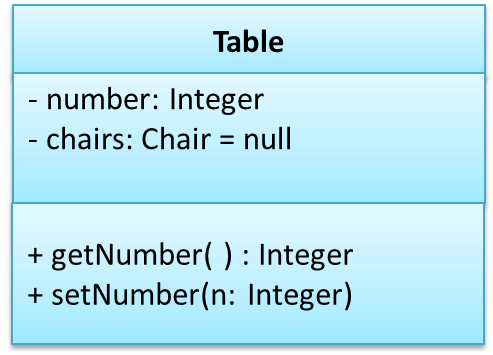 Table
- number: Integer
- chairs: Chair = null
+ getNumber( ) : Integer
+ setNumber(n: Integer)